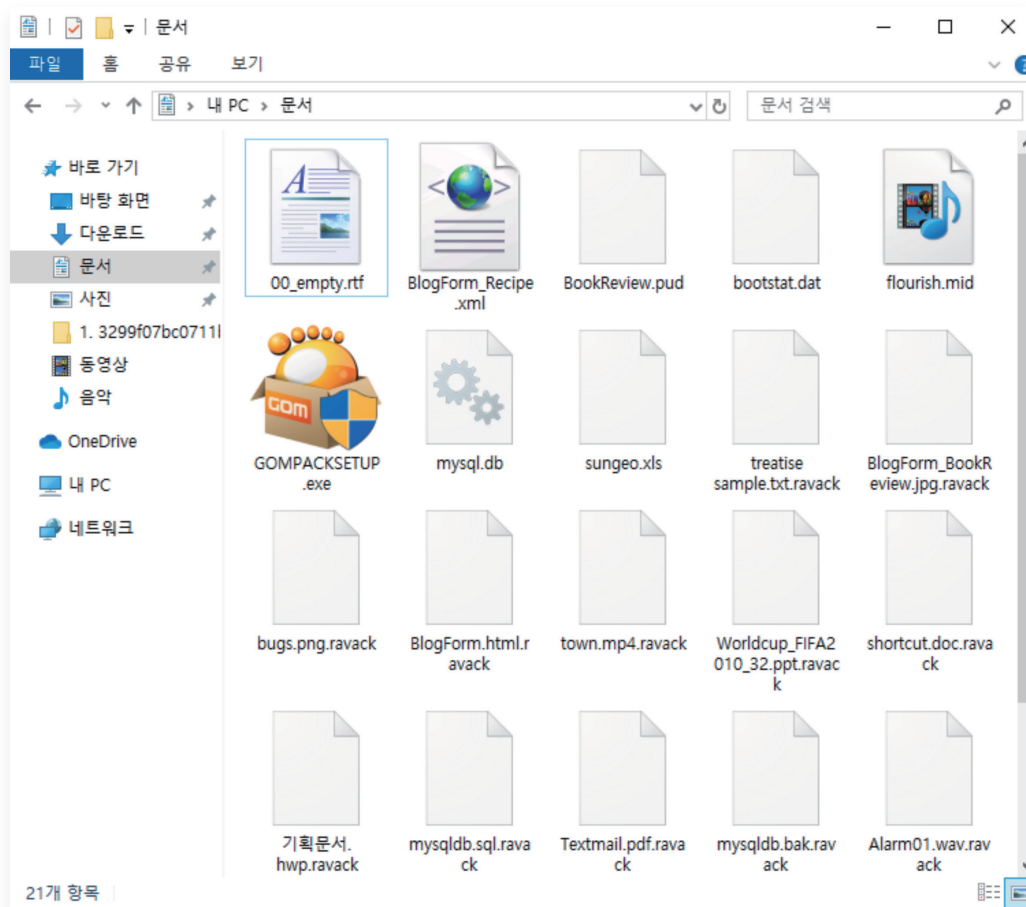 문서
파일 홈 공유 보기
내 PC > 문서
문서 검색
바로 가기
바탕 화면
다운로드
문서
사진
1. 3299f07bc0711
동영상
음악
OneDrive
내 PC
네트워크
00_empty.rtf
BlogForm_Recipe
.xml
BookReview.pud
bootstat.dat
flourish.mid
GOM
GOMPACKSETUP
.exe
mysql.db
sungeo.xls
treatise
sample.txt.ravack
BlogForm_BookR
eview.jpg.ravack
bugs.png.ravack
BlogForm.html.r
avack
town.mp4.ravack
Worldcup_FIFA2
010_32.ppt.ravac
k
shortcut.doc.rava
ck
기획문서.
hwp.ravack
mysqldb.sql.rava
ck
Textmail.pdf.rava
ck
mysqldb.bak.rav
ack
Alarm01.wav.rav
ack
21개 항목